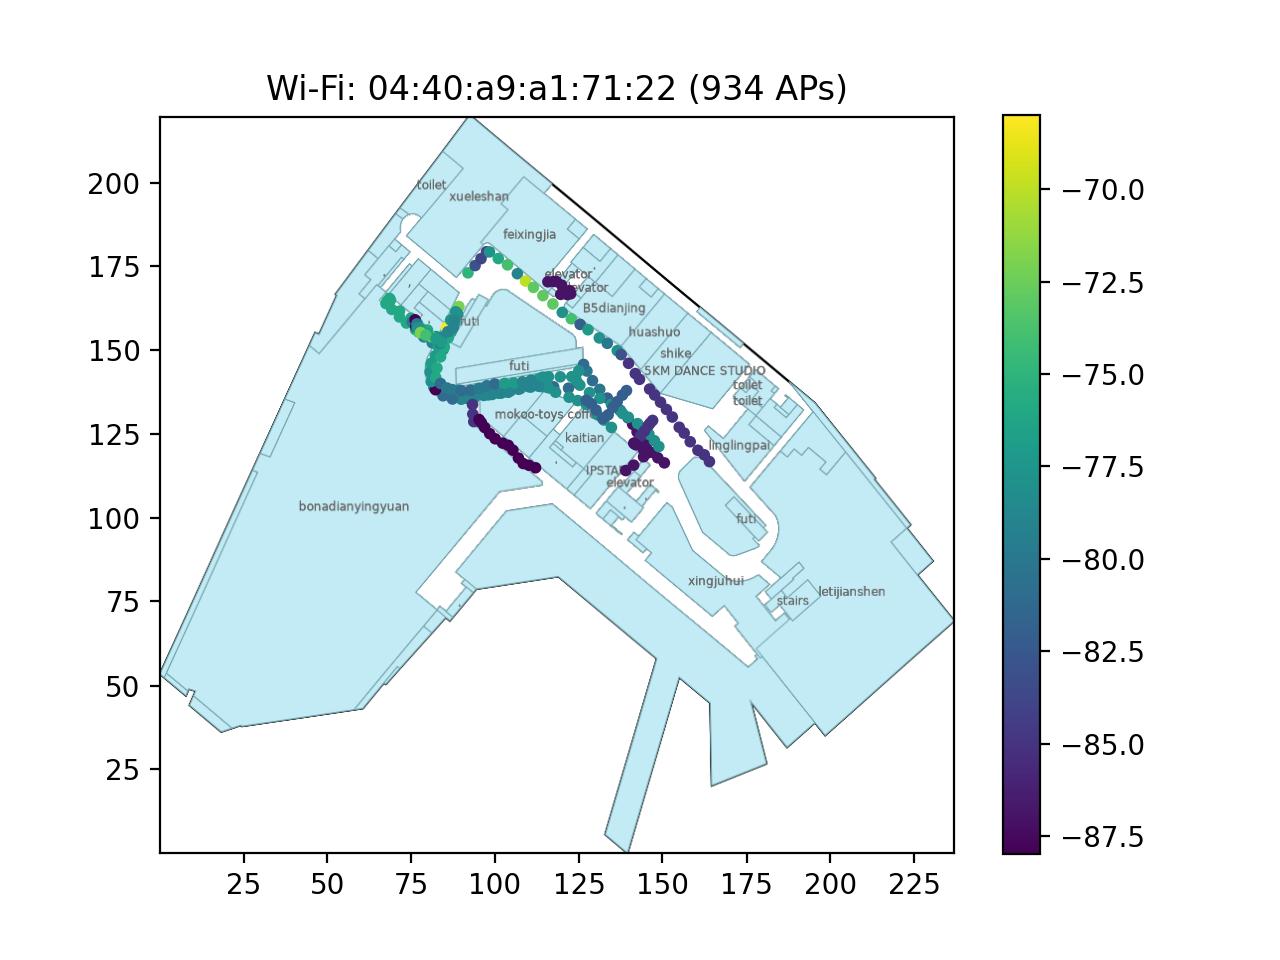 Wi-Fi: 04:40:a9:a1:71:22 (934 APs)
200
175
150
125
100
75
50
25
25 50 75 100 125 150 175 200 225
−70.0
−72.5
−75.0
−77.5
−80.0
−82.5
−85.0
−87.5
toilet
xueleshan
feixingjia
elevator
B5dianjing
futi
huashuo
shike
futi
5KM DANCE STUDIO
toilet
toilet
mokoo-toys
kaitian
linglingpai
elevator
bonadianyingyuan
futi
xingjuhui
letijianshen
stairs